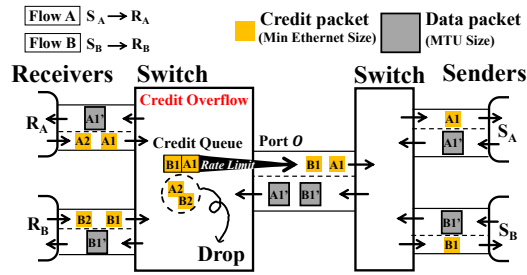 Flow A S_A → R_A
Flow B S_B → R_B
Credit packet
(Min Ethernet Size)
Data packet
(MTU Size)
Receivers
Switch
Switch
Senders
Credit Overflow
Credit Queue
Port O
R_A
A1'
A2 A1
B1 A1
Rate Limit
B1 A1
A1' B1'
A2
B2
Drop
R_B
B2 B1
B1'
A1
A1'
S_A
B1'
B1
S_B